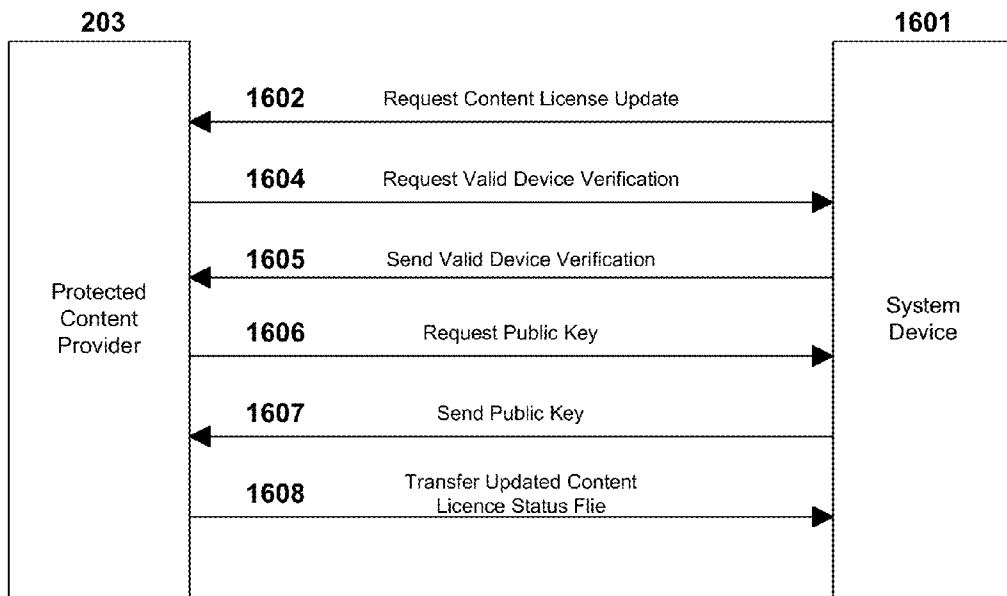 203
1601
1602 Request Content License Update
1604 Request Valid Device Verification
1605 Send Valid Device Verification
Protected
Content
Provider
System
Device
1606 Request Public Key
1607 Send Public Key
1608 Transfer Updated Content
Licence Status Flie